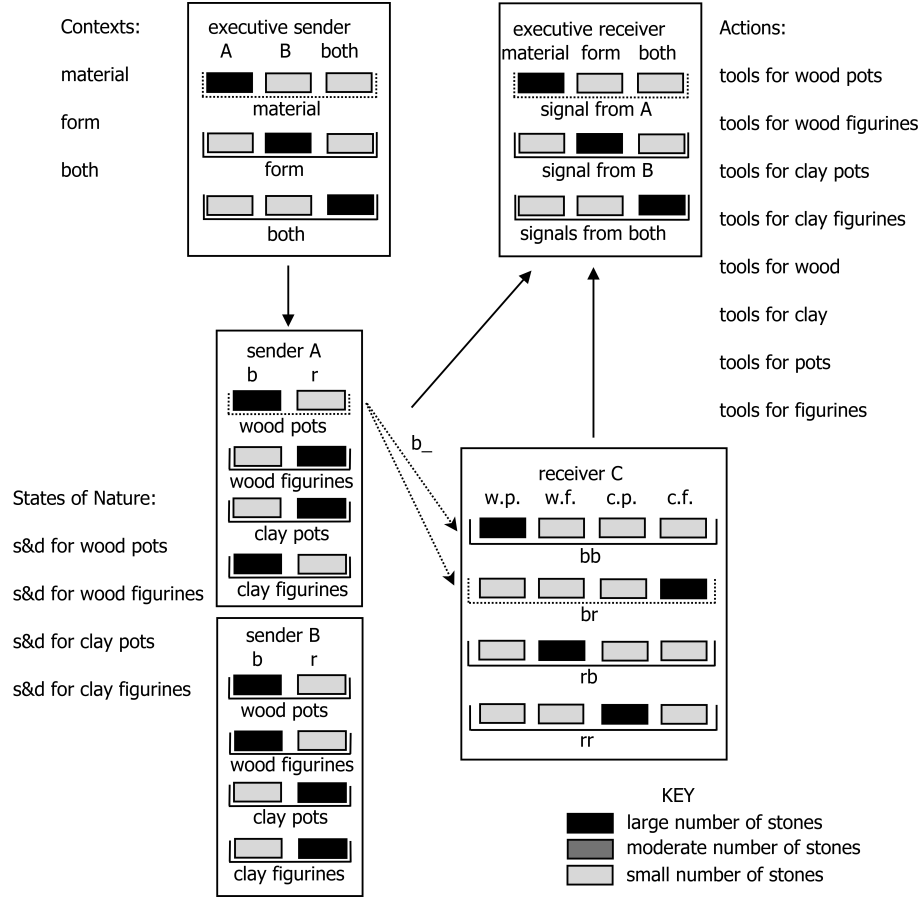 Contexts:
material
form
both
executive sender
A B both
material
form
both
executive receiver
material form both
signal from A
signal from B
signals from both
Actions:
tools for wood pots
tools for wood figurines
tools for clay pots
tools for clay figurines
tools for wood
tools for clay
tools for pots
tools for figurines
States of Nature:
s&d for wood pots
s&d for wood figurines
s&d for clay pots
s&d for clay figurines
sender A
b r
wood pots
wood figurines
clay pots
clay figurines
sender B
b r
wood pots
wood figurines
clay pots
clay figurines
b_
receiver C
w.p. w.f. c.p. c.f.
bb
br
rb
rr
KEY
large number of stones
moderate number of stones
small number of stones